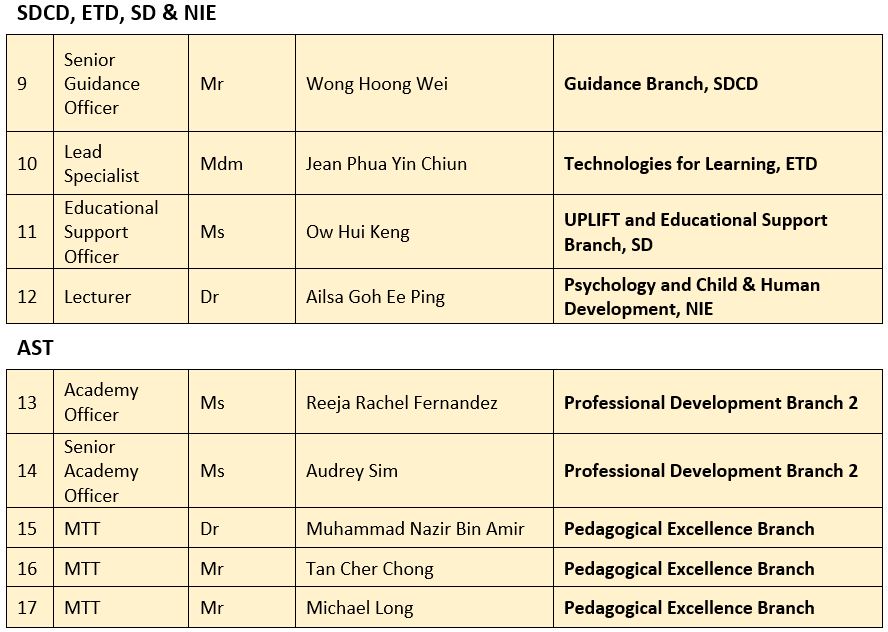 SDCD, ETD, SD & NIE
9 Senior Guidance Officer Mr Wong Hoong Wei Guidance Branch, SDCD
10 Lead Specialist Mdm Jean Phua Yin Chiun Technologies for Learning, ETD
11 Educational Support Officer Ms Ow Hui Keng UPLIFT and Educational Support Branch, SD
12 Lecturer Dr Ailsa Goh Ee Ping Psychology and Child & Human Development, NIE
AST
13 Academy Officer Ms Reeja Rachel Fernandez Professional Development Branch 2
14 Senior Academy Officer Ms Audrey Sim Professional Development Branch 2
15 MTT Dr Muhammad Nazir Bin Amir Pedagogical Excellence Branch
16 MTT Mr Tan Cher Chong Pedagogical Excellence Branch
17 MTT Mr Michael Long Pedagogical Excellence Branch